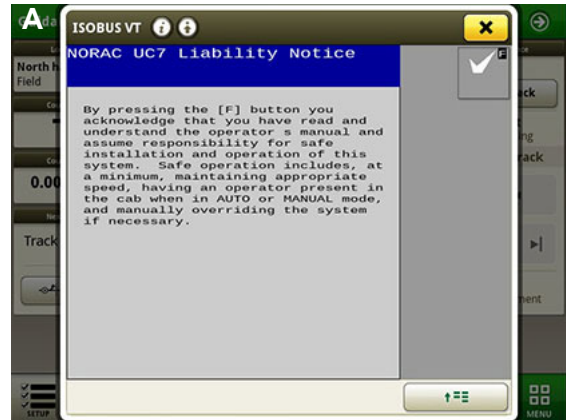 A
ISOBUS VT
NORAC UC7 Liability Notice
F
By pressing the [F] button you
acknowledge that you have read and
understand the operator s manual and
assume responsibility for safe
installation and operation of this
system. Safe operation includes, at
a minimum, maintaining appropriate
speed, having an operator present in
the cab when in AUTO or MANUAL mode,
and manually overriding the system
if necessary.
North
Field
0.00
Track
SETUP
MENU